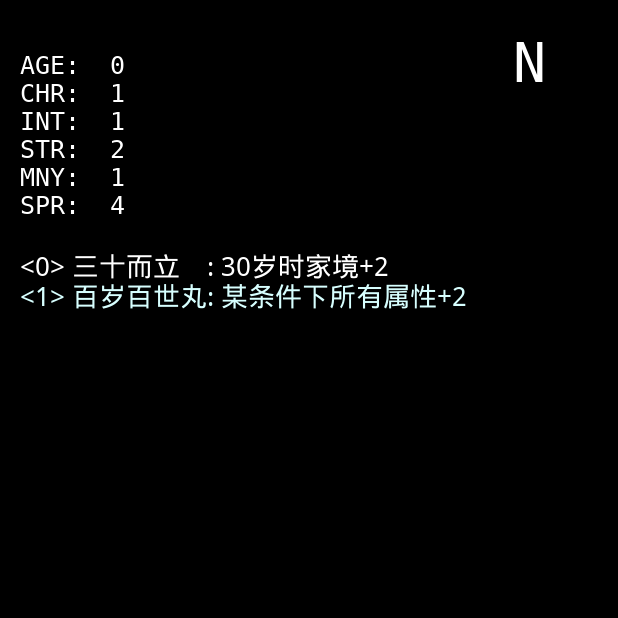 N
AGE: 0
CHR: 1
INT: 1
STR: 2
MNY: 1
SPR: 4
<0> 三十而立 : 30岁时家境+2
<1> 百岁百世丸: 某条件下所有属性+2